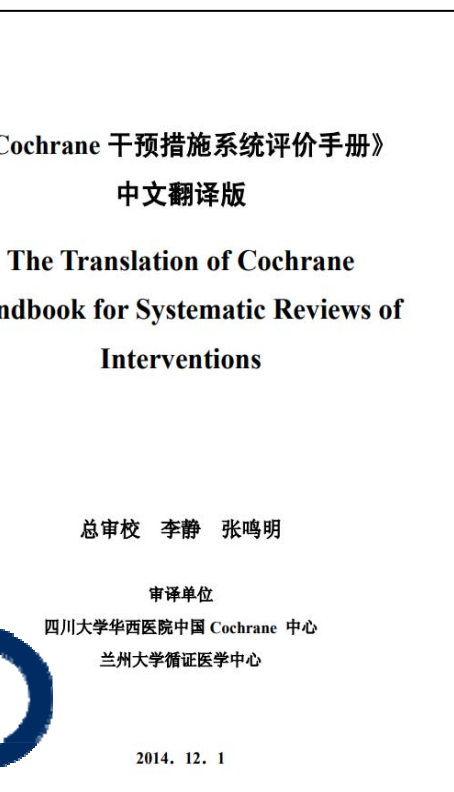 Cochrane 干预措施系统评价手册》
中文翻译版
The Translation of Cochrane
ndbook for Systematic Reviews of
Interventions
总审校 李静 张鸣明
审译单位
四川大学华西医院中国 Cochrane 中心
兰州大学循证医学中心
2014. 12. 1